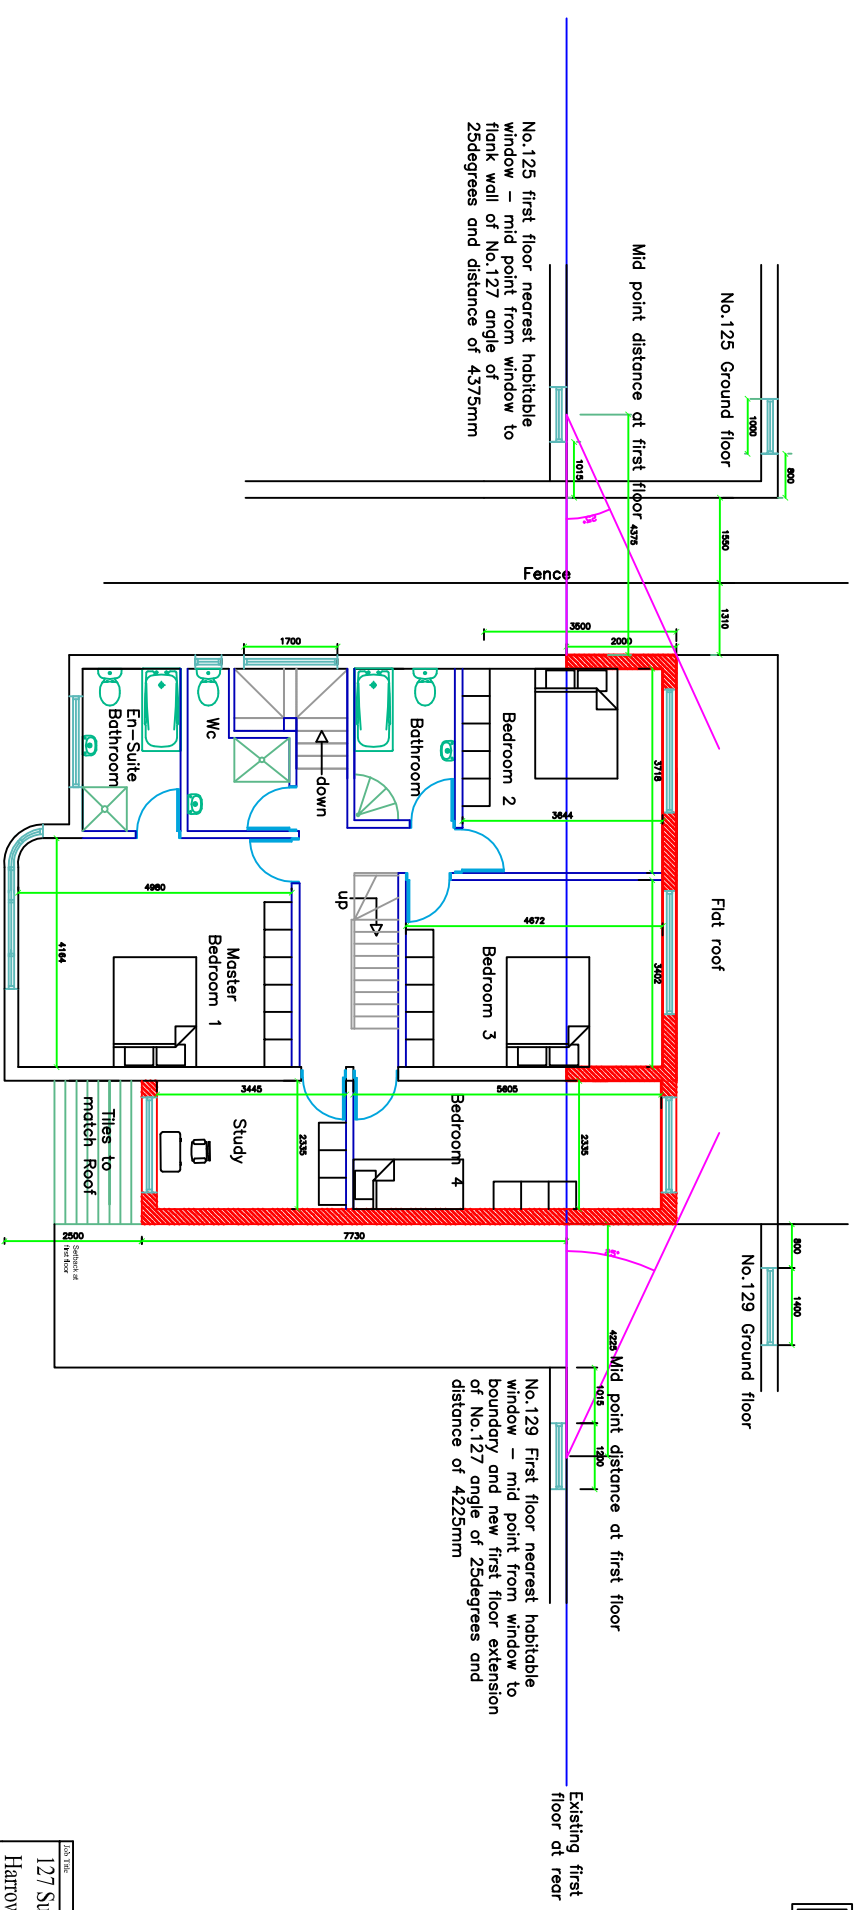 No.125 Ground floor
1000
800
Mid point distance at first floor
4375
No.125 first floor nearest habitable
window – mid point from window to
flank wall of No.127 angle of
25degrees and distance of 4375mm
1015
1550
1310
Fence
3500
2000
1700
Flat roof
Bedroom 2
3718
3644
Bathroom
down
Wc
En-Suite
Bathroom
up
4672
3402
Bedroom 3
4980
4164
Master
Bedroom 1
3445
5605
2335
2335
Study
Bedroom 4
Tiles to
match Roof
2500
7730
Setback at
first floor
800
1400
No.129 Ground floor
4225
Mid point distance at first floor
1015
1200
No.129 First floor nearest habitable
window – mid point from window to
boundary and new first floor extension
of No.127 angle of 25degrees and
distance of 4225mm
Existing first
floor at rear
Job Title
127 Su
Harrow